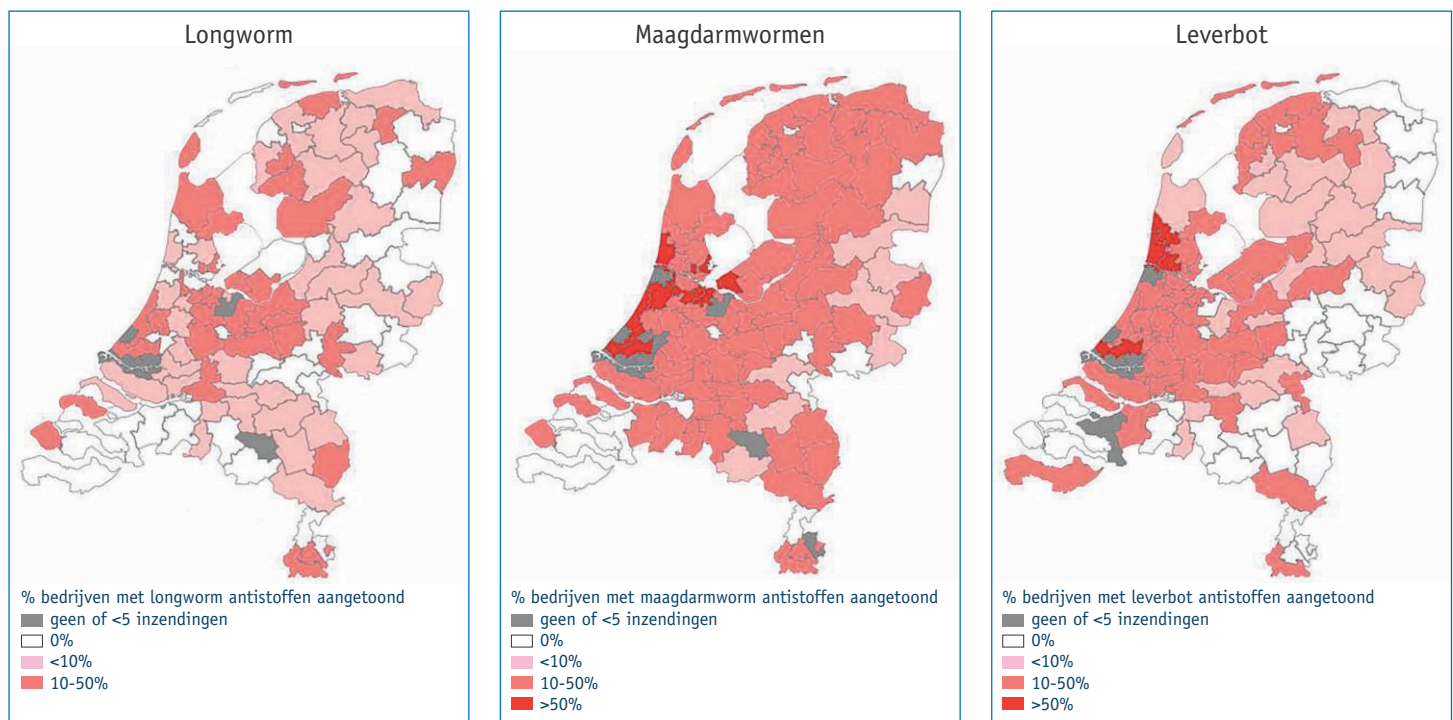 Longworm
% bedrijven met longworm antistoffen aangetoond
geen of <5 inzendingen
0%
<10%
10-50%
Maagdarmwormen
% bedrijven met maagdarmworm antistoffen aangetoond
geen of <5 inzendingen
0%
<10%
10-50%
>50%
Leverbot
% bedrijven met leverbot antistoffen aangetoond
geen of <5 inzendingen
0%
<10%
10-50%
>50%